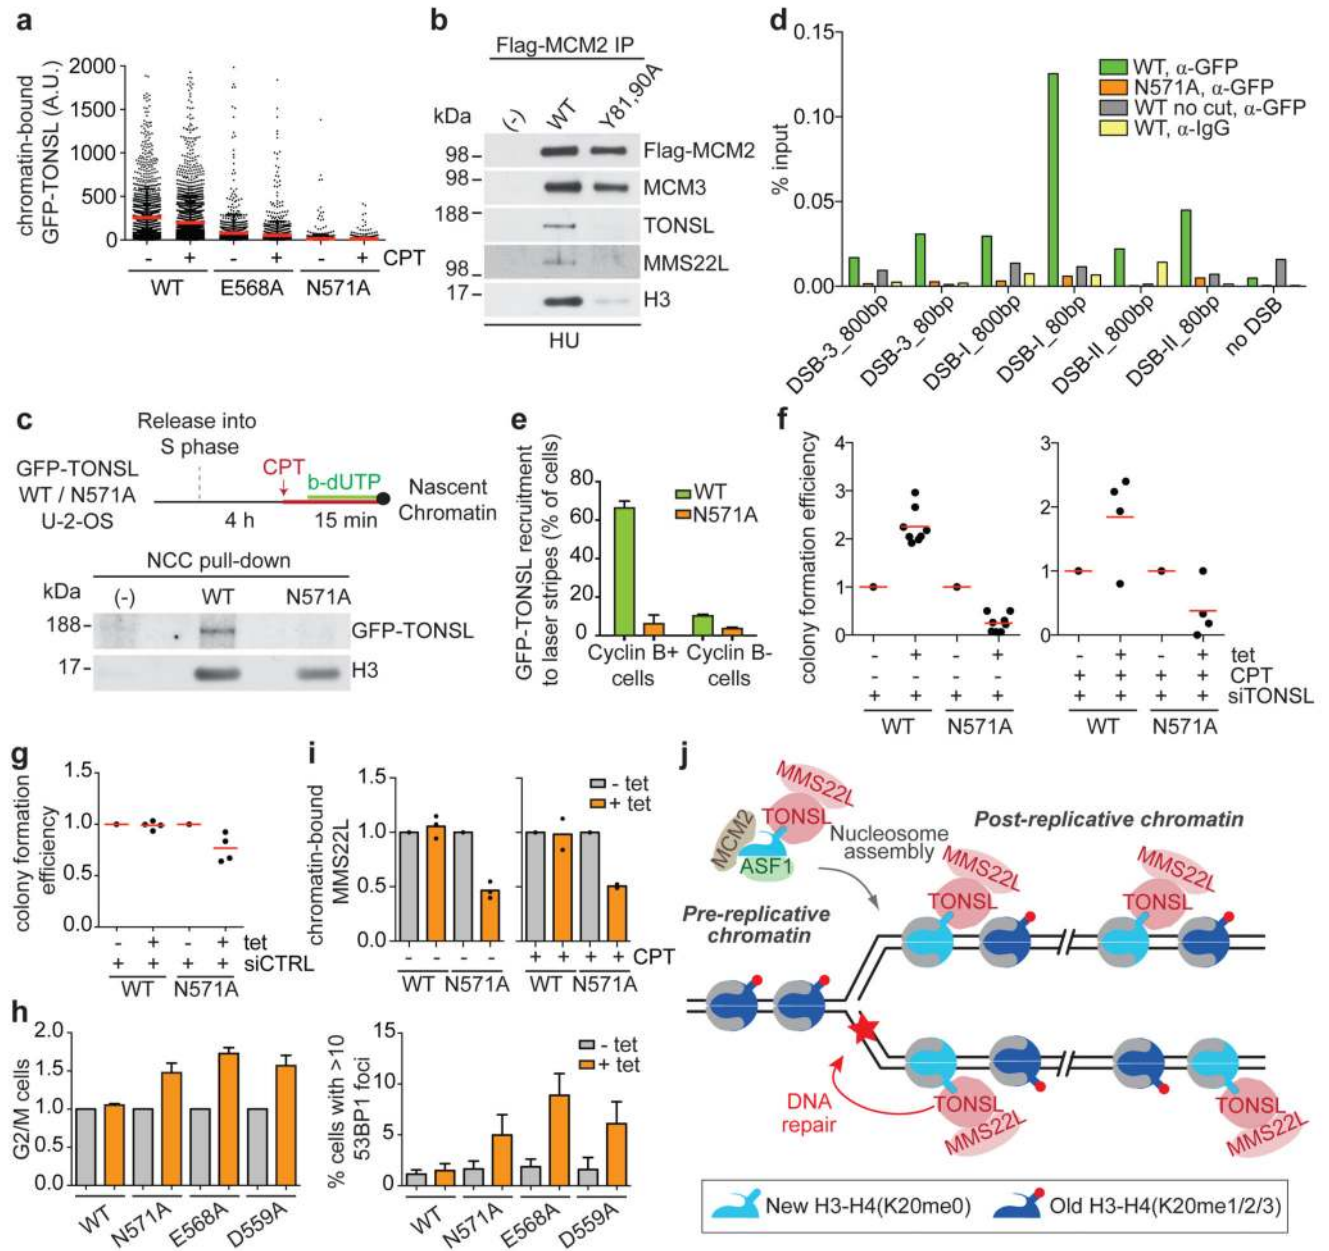 a
chromatin-bound
GFP-TONSL (A.U.)
2000
1500
1000
500
0
- + - + - + CPT
WT E568A N571A
b
Flag-MCM2 IP
kDa (-) WT Y81,90A
98 Flag-MCM2
98 MCM3
188 TONSL
98 MMS22L
17 H3
HU
d
% input
0.15
0.10
0.05
0.00
WT, α-GFP
N571A, α-GFP
WT no cut, α-GFP
WT, α-IgG
DSB-3_800bp
DSB-3_80bp
DSB-I_800bp
DSB-I_80bp
DSB-II_800bp
DSB-II_80bp
no DSB
c
Release into
S phase
GFP-TONSL
WT / N571A
U-2-OS
CPT
b-dUTP
4 h 15 min
Nascent
Chromatin
NCC pull-down
kDa (-) WT N571A
188 GFP-TONSL
17 H3
e
GFP-TONSL recruitment
to laser stripes (% of cells)
80
60
40
20
0
WT
N571A
Cyclin B+
cells
Cyclin B-
cells
f
colony formation efficiency
4
3
2
1
0
3
2
1
0
- + - + - + - + tet
- - - - + + + + CPT
+ + + + + + + + siTONSL
WT N571A WT N571A
g
colony formation
efficiency
1.5
1.0
0.5
0.0
- + - + tet
+ + + + siCTRL
WT N571A
i
chromatin-bound
MMS22L
1.5
1.0
0.5
0.0
- tet
+ tet
- - - - + + + + CPT
WT N571A WT N571A
h
G2/M cells
2.0
1.5
1.0
0.5
0.0
WT N571A E568A D559A
% cells with >10
53BP1 foci
15
10
5
0
- tet
+ tet
WT N571A E568A D559A
j
MMS22L
TONSL
MCM2
ASF1
Nucleosome
assembly
Post-replicative chromatin
MMS22L
TONSL
MMS22L
TONSL
Pre-replicative
chromatin
DNA
repair
TONSL
MMS22L
TONSL
MMS22L
New H3-H4(K20me0) Old H3-H4(K20me1/2/3)